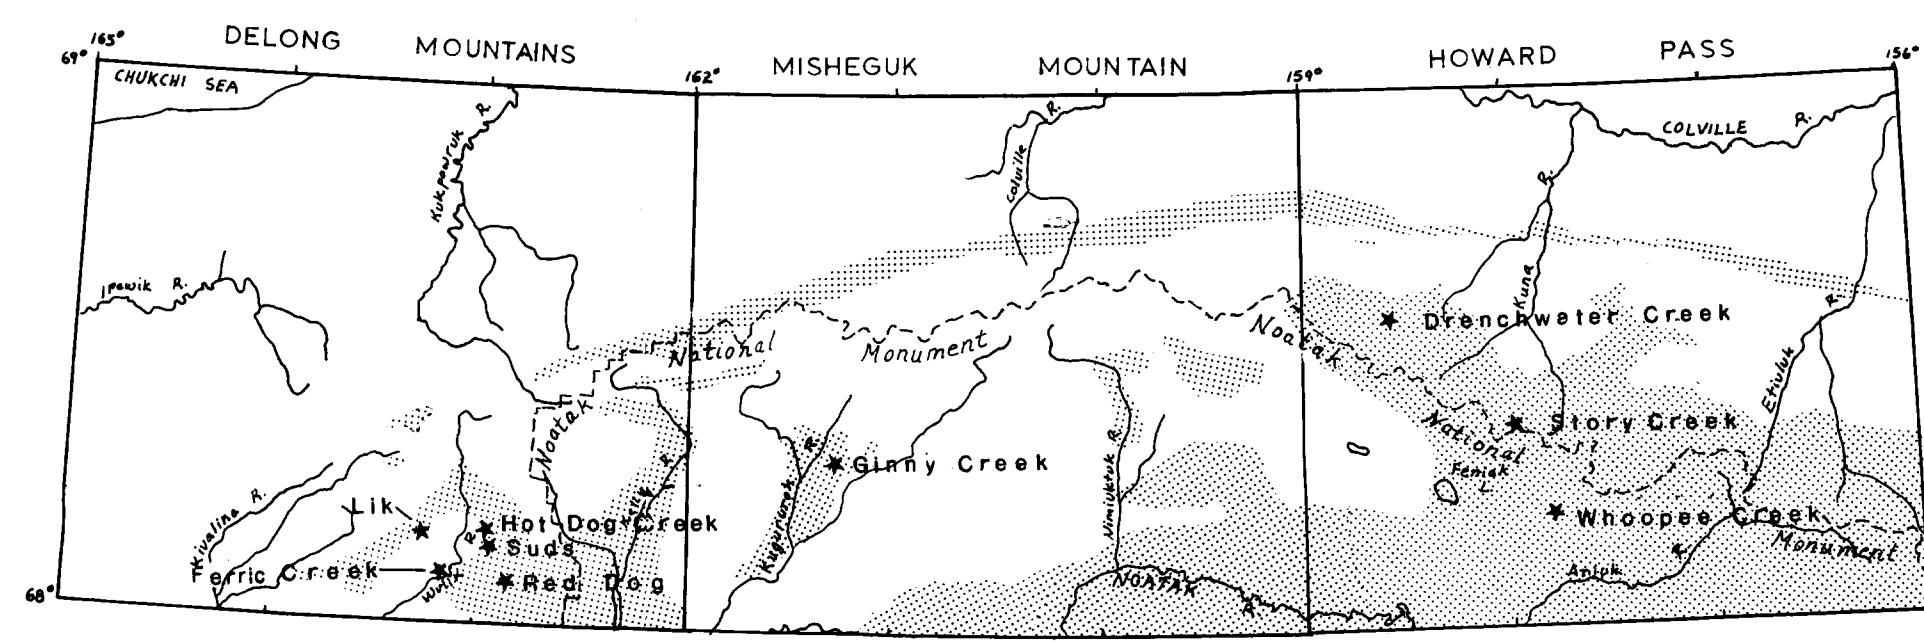 DELONG MOUNTAINS MISHEGUK MOUNTAIN HOWARD PASS
165° 162° 159° 156°
69°
CHUKCHI SEA
COLVILLE R.
Kukpowruk R.
Colville R.
Kuna R.
Ipewik R.
Etivluk R.
Drenchwater Creek
Noatak National Monument
Noatak National Monument
Story Creek
Ginny Creek
Feniak L
Kivalina R.
Lik
Hot Dog Creek
Suds
Whoopee Creek
Kugururok R.
Nimiuktuk R.
Ferric Creek
Red Dog
NOATAK R.
Aniuk R.
68°